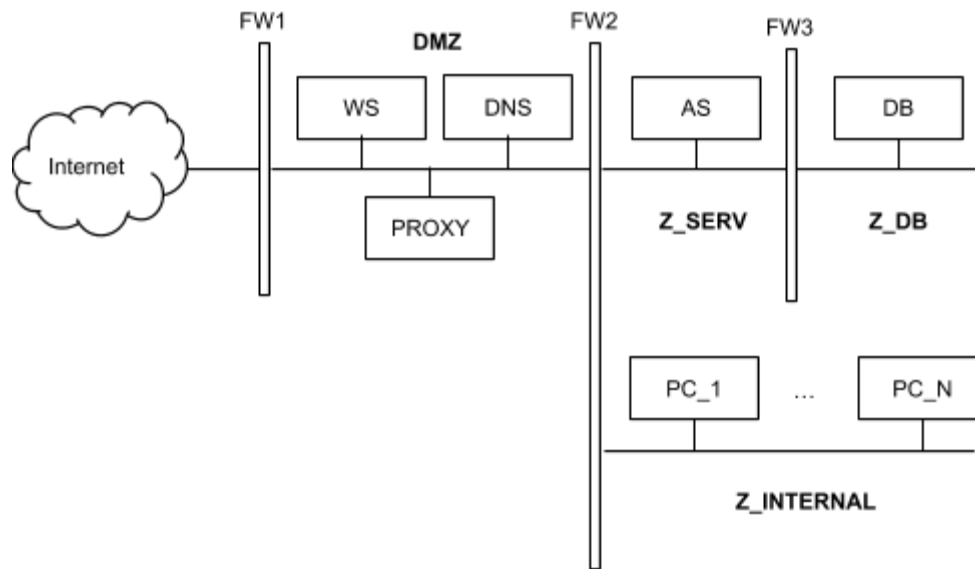 FW1
DMZ
FW2
FW3
WS
DNS
AS
DB
Internet
PROXY
Z_SERV
Z_DB
PC_1
...
PC_N
Z_INTERNAL